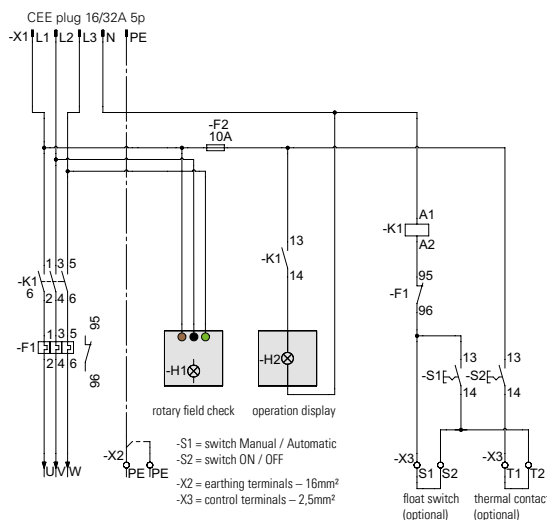 CEE plug 16/32A 5p
-X1 L1 L2 L3 N PE
-F2
10A
A1
-K1
A2
13
-K1
14
1 3 5
-K1
6
2 4 6
95
-F1
96
1 3 5
-F1
2 4 6
95
96
-H1
-H2
13
-S1
14
13
-S2
14
rotary field check
operation display
-S1 = switch Manual / Automatic
-S2 = switch ON / OFF
-X2 = earthing terminals – 16mm²
-X3 = control terminals – 2,5mm²
-X2
PE PE
U V W
-X3
S1 S2
-X3
T1 T2
float switch
(optional)
thermal contact
(optional)